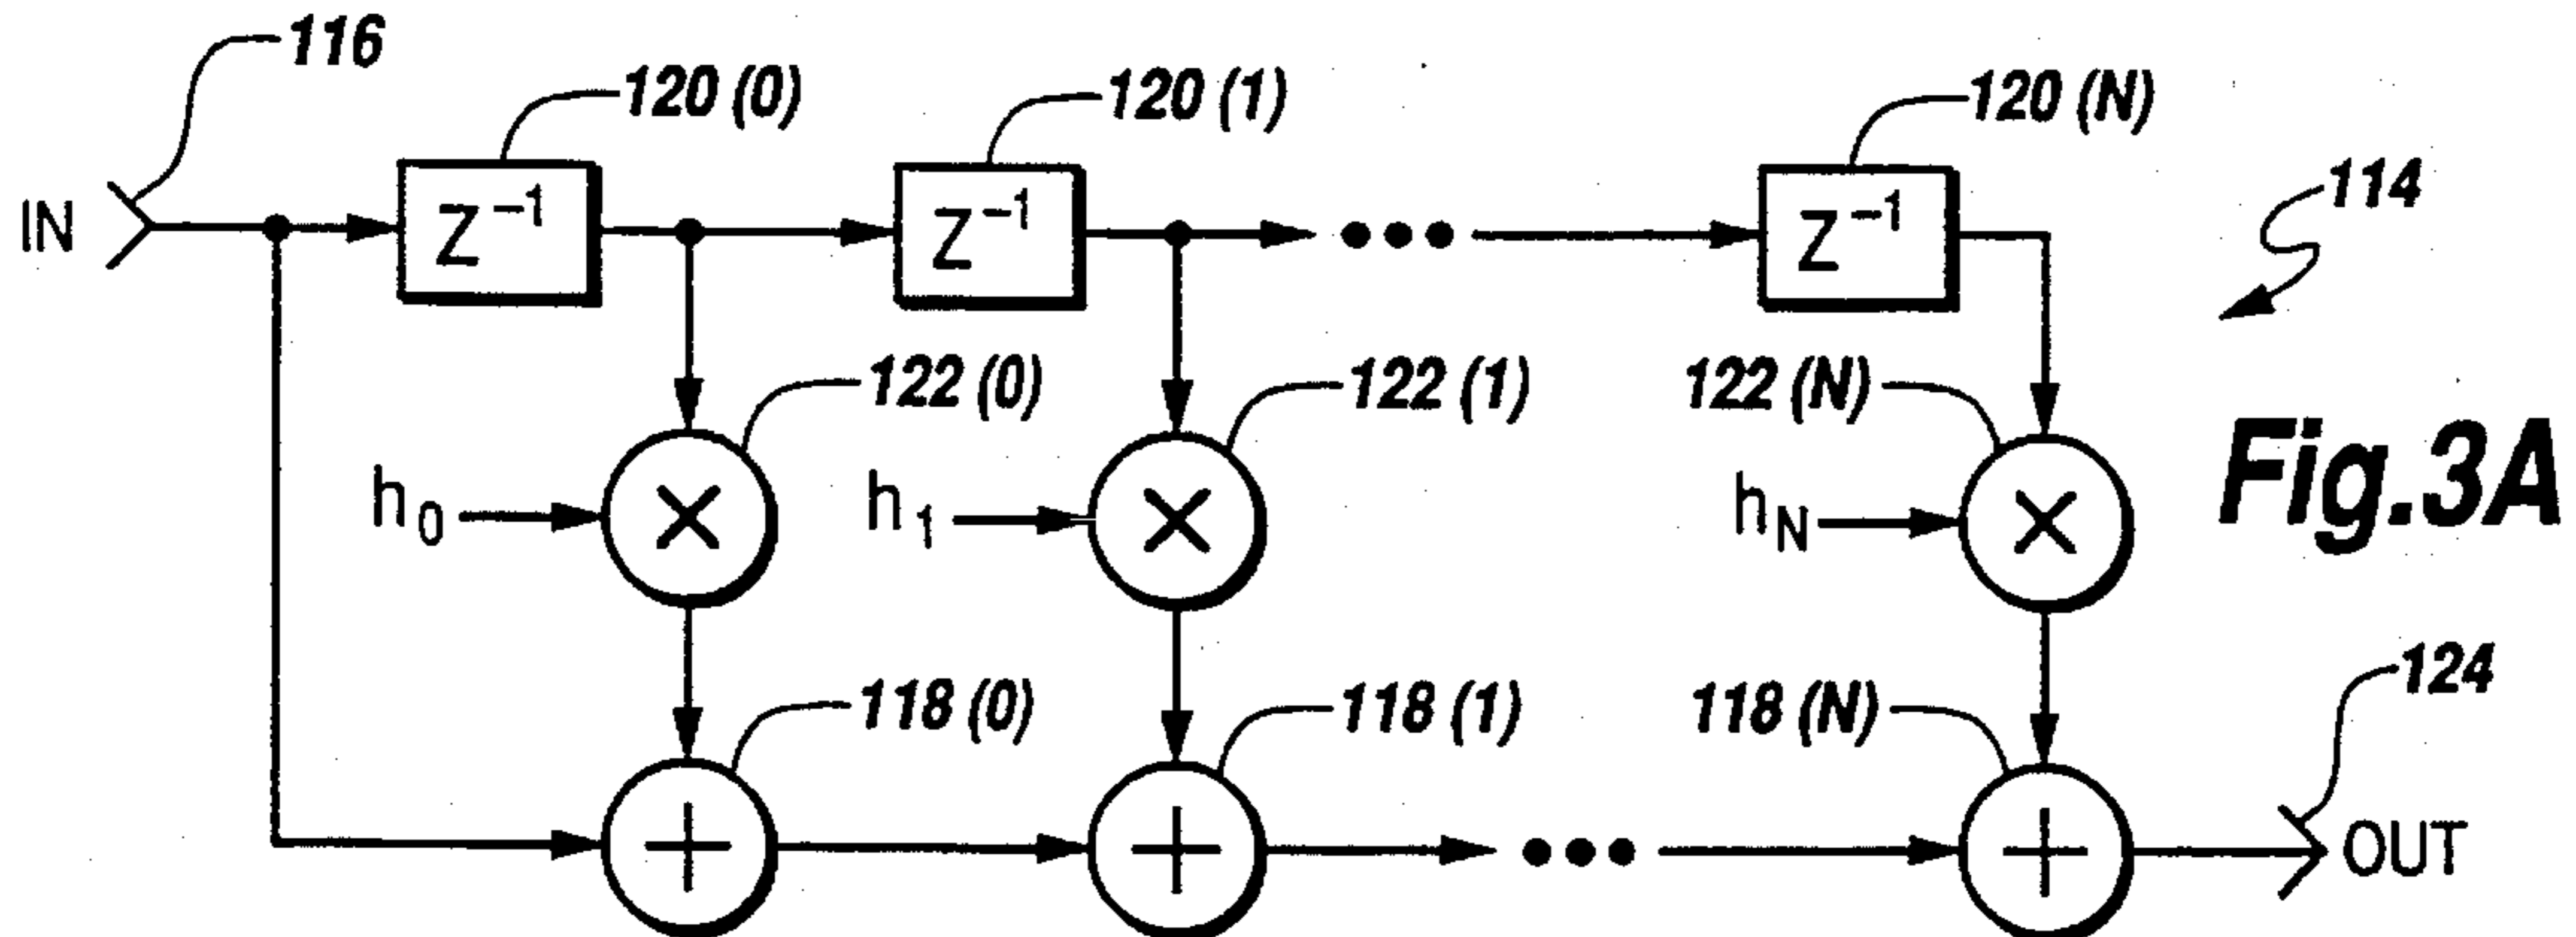 116
120 (0)
120 (1)
120 (N)
114
IN
Z⁻¹
Z⁻¹
Z⁻¹
122 (0)
122 (1)
122 (N)
Fig.3A
h₀
×
h₁
×
h_N
×
118 (0)
118 (1)
118 (N)
124
+
+
+
OUT